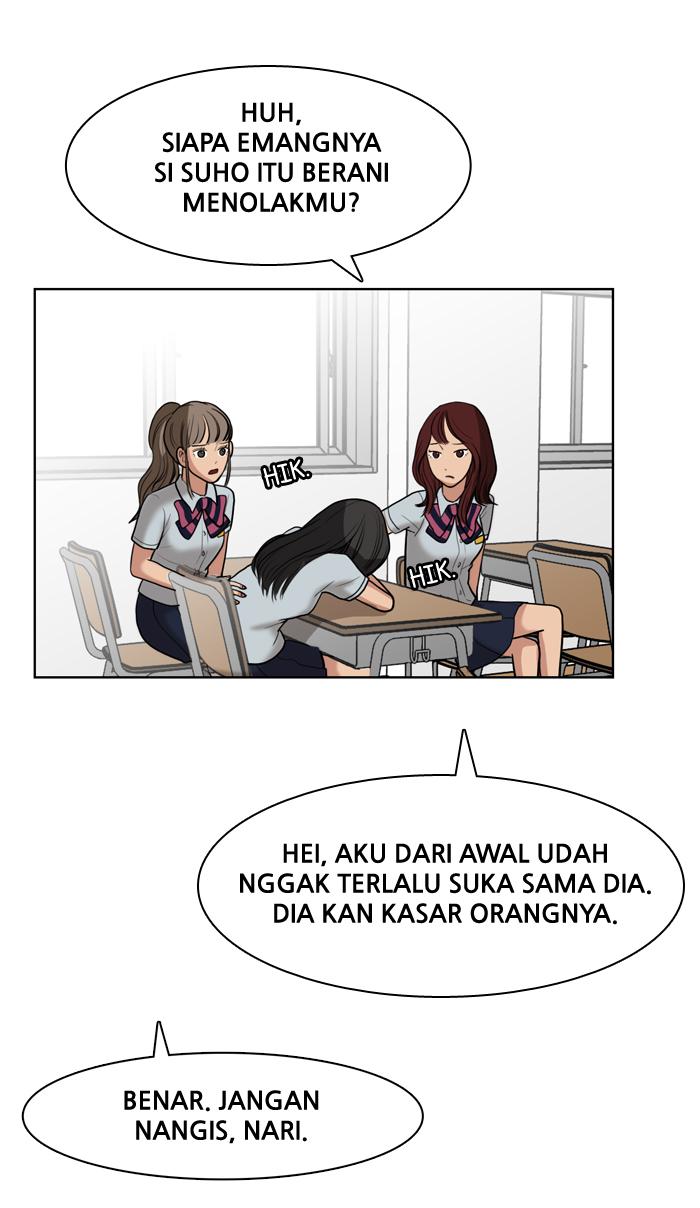 HUH,
SIAPA EMANGNYA
SI SUHO ITU BERANI
MENOLAKMU?
HIK.
HIK.
HEI, AKU DARI AWAL UDAH
NGGAK TERLALU SUKA SAMA DIA.
DIA KAN KASAR ORANGNYA.
BENAR. JANGAN
NANGIS, NARI.